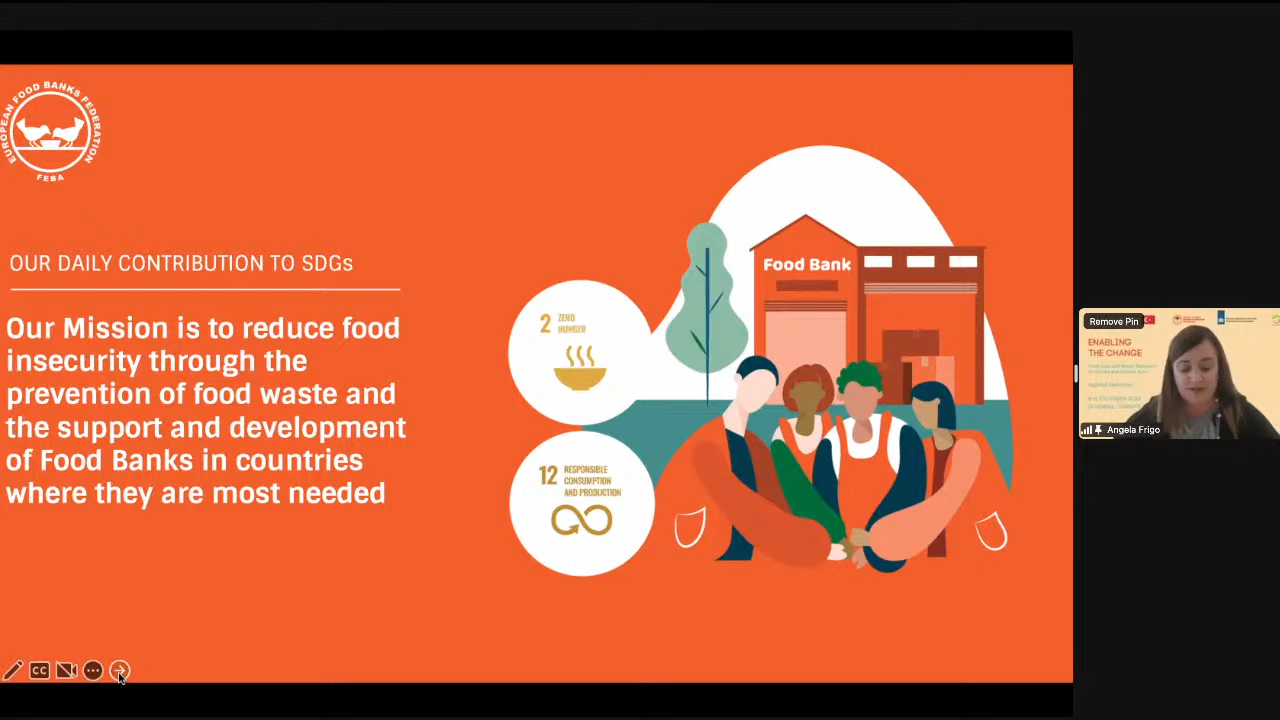 EUROPEAN FOOD BANKS FEDERATION
FEBA
OUR DAILY CONTRIBUTION TO SDGs
Our Mission is to reduce food
insecurity through the
prevention of food waste and
the support and development
of Food Banks in countries
where they are most needed
2 ZERO
HUNGER
12 RESPONSIBLE
CONSUMPTION
AND PRODUCTION
Food Bank
CC
Remove Pin
ENABLING
THE CHANGE
Angela Frigo